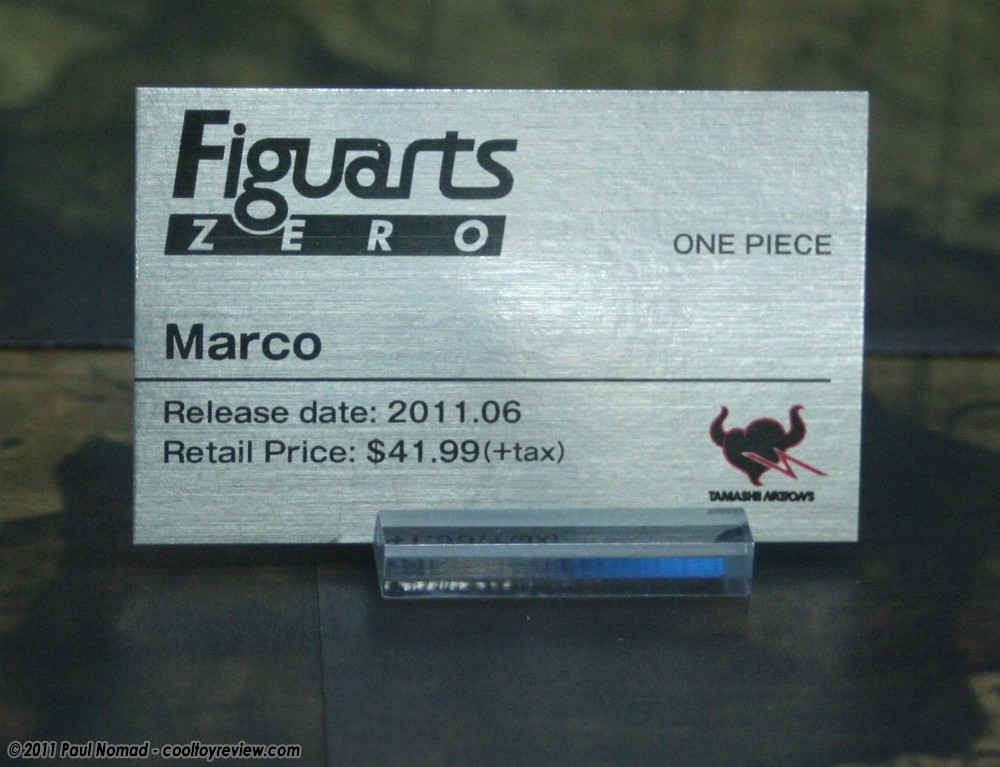 Figuarts
ZERO
ONE PIECE
Marco
Release date: 2011.06
Retail Price: $41.99(+tax)
TAMASHII NATIONS
©2011 Paul Nomad - cooltoyreview.com